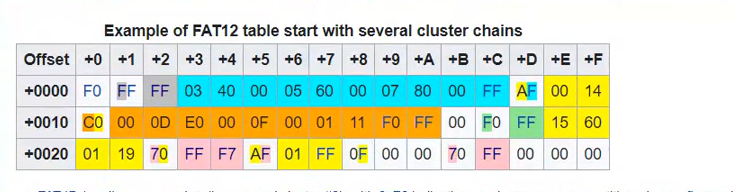 Example of FAT12 table start with several cluster chains
Offset +0 +1 +2 +3 +4 +5 +6 +7 +8 +9 +A +B +C +D +E +F
+0000 F0 FF FF 03 40 00 05 60 00 07 80 00 FF AF 00 14
+0010 C0 00 0D E0 00 0F 00 01 11 F0 FF 00 F0 FF 15 60
+0020 01 19 70 FF F7 AF 01 FF 0F 00 00 70 FF 00 00 00